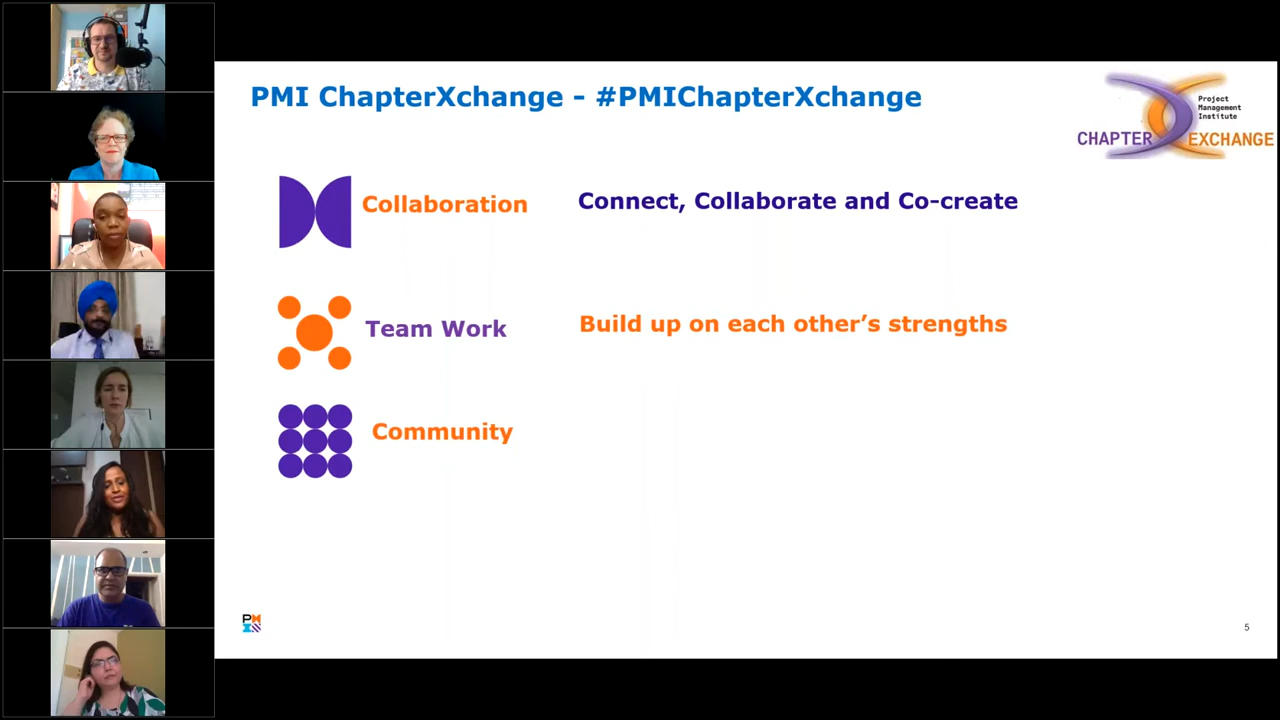 PMI ChapterXchange - #PMIChapterXchange
Project
Management
Institute
CHAPTER EXCHANGE
Collaboration
Connect, Collaborate and Co-create
Team Work
Build up on each other’s strengths
Community
PM
I
5